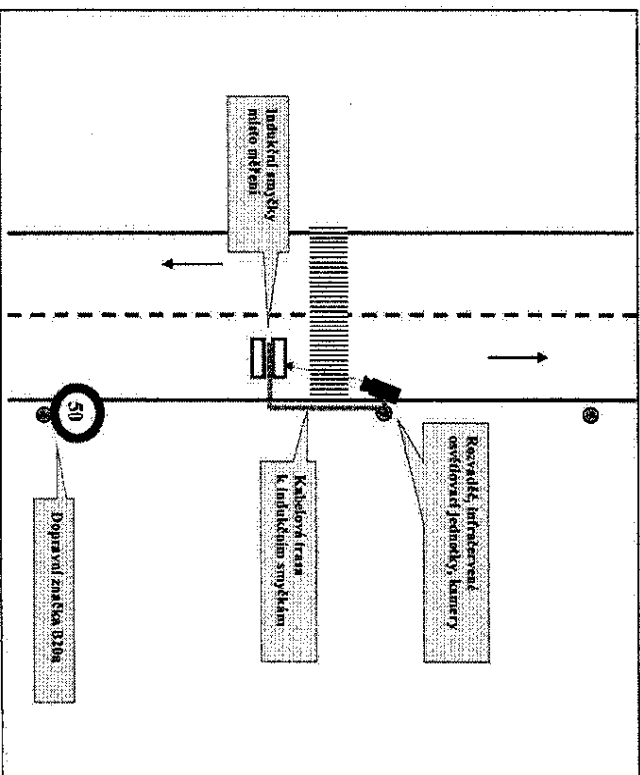 Indukční smyčky
místo měření
Rozvaděč, infračervené
osvětlovací jednotky, kamery
Kabelová trasa
k indukčním smyčkám
50
Dopravní značka B20a